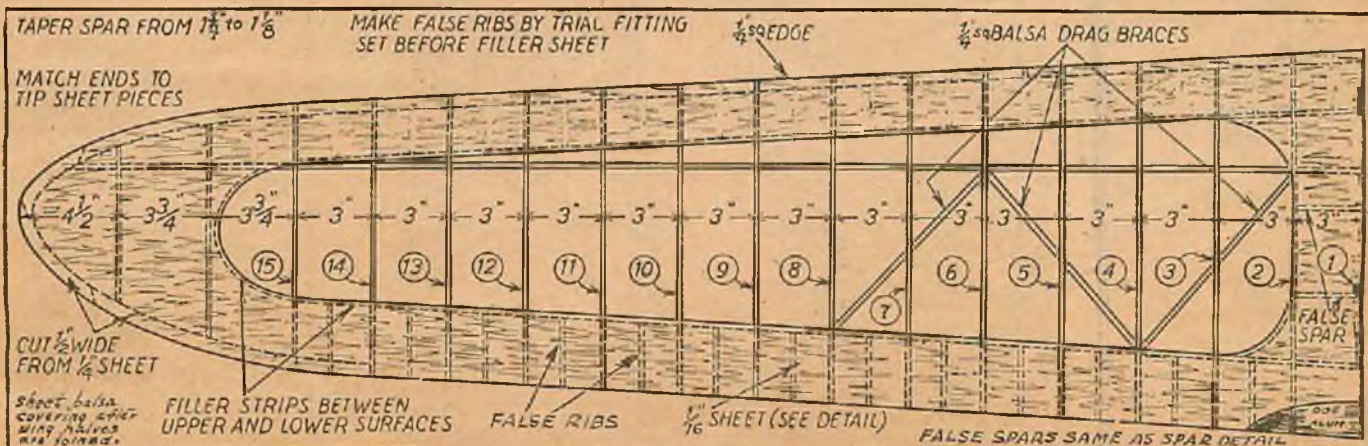 TAPER SPAR FROM 1¼" to 1⅛
MAKE FALSE RIBS BY TRIAL FITTING
SET BEFORE FILLER SHEET
¼" sq EDGE
¼" sq BALSA DRAG BRACES
MATCH ENDS TO
TIP SHEET PIECES
4½" 3¾" 3¾" 3" 3" 3" 3" 3" 3" 3" 3" 3" 3" 3" 3" 3" 3"
15 14 13 12 11 10 9 8 7 6 5 4 3 2 1
FALSE
SPAR
CUT ½" WIDE
FROM ¼" SHEET
Sheet balsa
covering after
wing halves
are joined.
FILLER STRIPS BETWEEN
UPPER AND LOWER SURFACES
FALSE RIBS
1/16" SHEET (SEE DETAIL)
FALSE SPARS SAME AS SPAR DETAIL
ALUM.